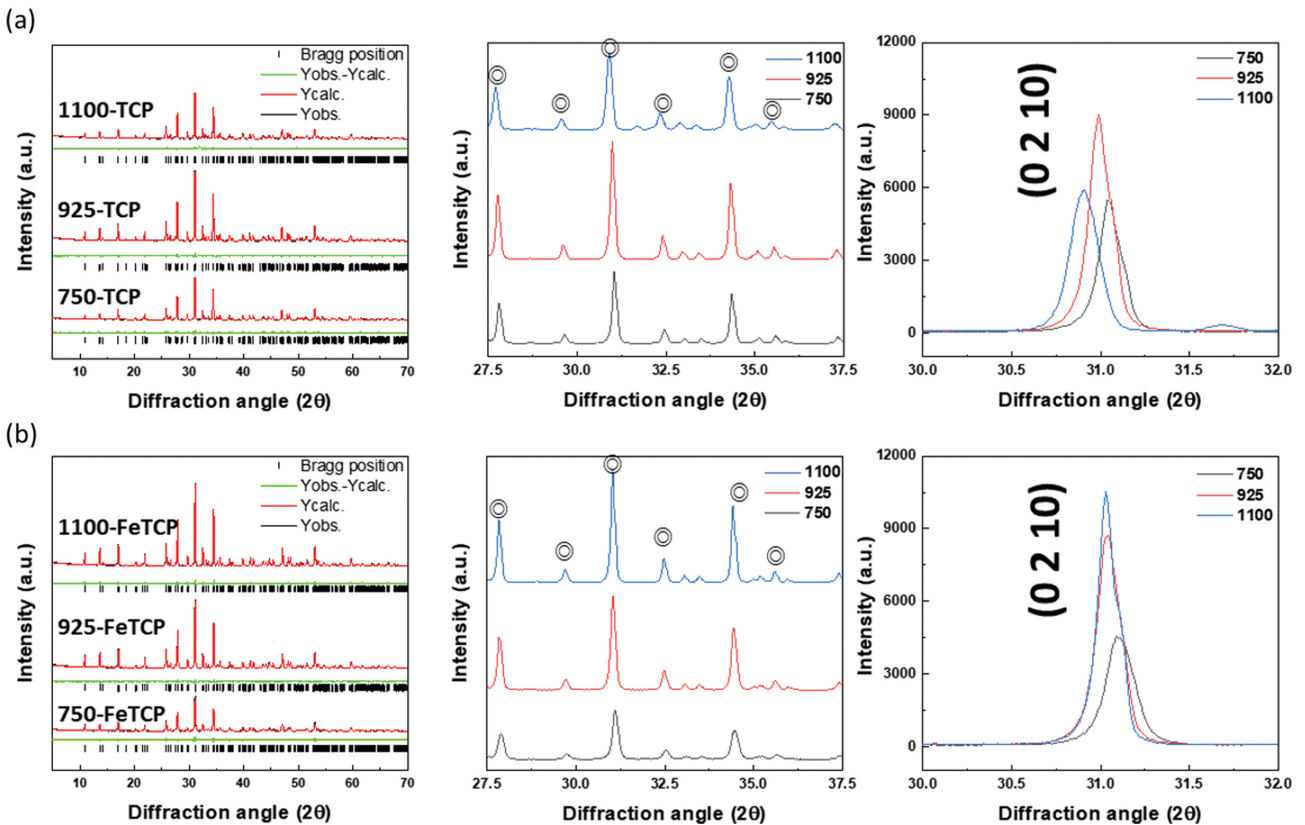 (a)
Bragg position
Yobs.-Ycalc.
Ycalc.
Yobs.
1100-TCP
925-TCP
750-TCP
Intensity (a.u.)
10 20 30 40 50 60 70
Diffraction angle (2θ)
1100
925
750
Intensity (a.u.)
27.5 30.0 32.5 35.0 37.5
Diffraction angle (2θ)
12000
9000
6000
3000
0
750
925
1100
(0 2 10)
Intensity (a.u.)
30.0 30.5 31.0 31.5 32.0
Diffraction angle (2θ)
(b)
Bragg position
Yobs.-Ycalc.
Ycalc.
Yobs.
1100-FeTCP
925-FeTCP
750-FeTCP
Intensity (a.u.)
10 20 30 40 50 60 70
Diffraction angle (2θ)
1100
925
750
Intensity (a.u.)
27.5 30.0 32.5 35.0 37.5
Diffraction angle (2θ)
12000
9000
6000
3000
0
750
925
1100
(0 2 10)
Intensity (a.u.)
30.0 30.5 31.0 31.5 32.0
Diffraction angle (2θ)